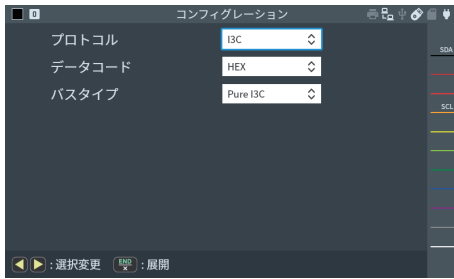 0 コンフィグレーション
プロトコル I3C
SDA
データコード HEX
バスタイプ Pure I3C
SCL
:選択変更 END × :展開